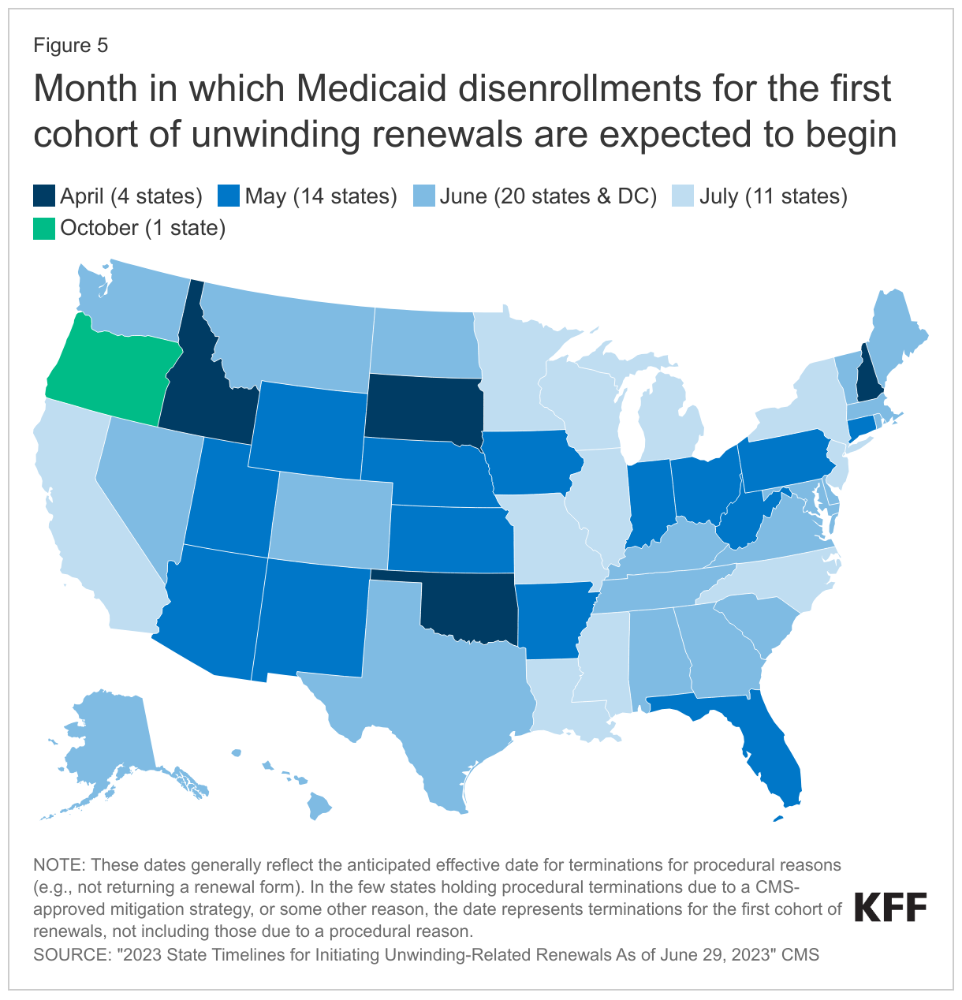 Figure 5
Month in which Medicaid disenrollments for the first
cohort of unwinding renewals are expected to begin
April (4 states) May (14 states) June (20 states & DC) July (11 states)
October (1 state)
NOTE: These dates generally reflect the anticipated effective date for terminations for procedural reasons
(e.g., not returning a renewal form). In the few states holding procedural terminations due to a CMS-
approved mitigation strategy, or some other reason, the date represents terminations for the first cohort of
renewals, not including those due to a procedural reason.
KFF
SOURCE: "2023 State Timelines for Initiating Unwinding-Related Renewals As of June 29, 2023" CMS